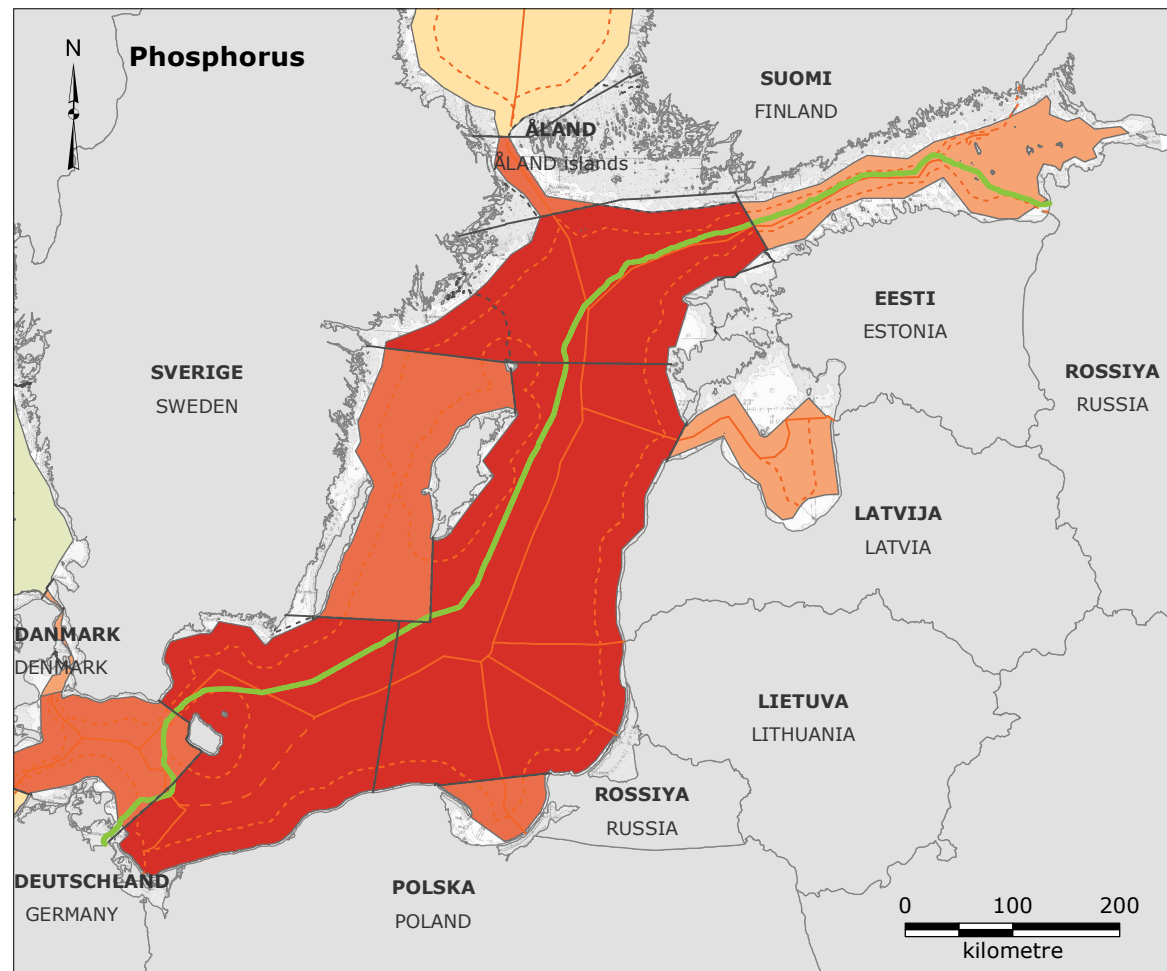 Phosphorus
N
SUOMI
FINLAND
ÅLAND
ÅLAND islands
EESTI
ESTONIA
ROSSIYA
RUSSIA
SVERIGE
SWEDEN
LATVIJA
LATVIA
DANMARK
DENMARK
LIETUVA
LITHUANIA
ROSSIYA
RUSSIA
DEUTSCHLAND
GERMANY
POLSKA
POLAND
0 100 200
kilometre